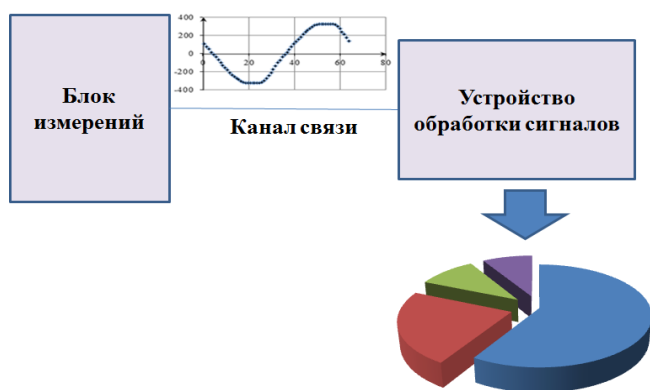 400
200
0
-200
-400
0
20
40
60
80
Блок
измерений
Канал связи
Устройство
обработки сигналов